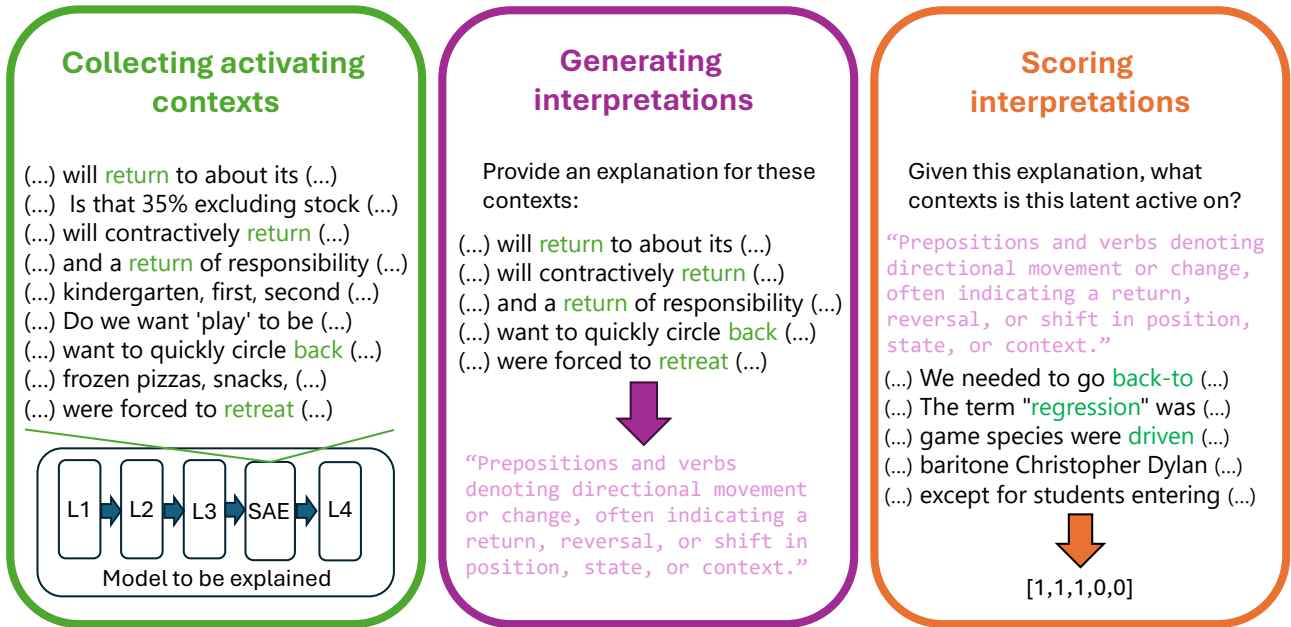 Collecting activating
contexts
(...) will return to about its (...)
(...) Is that 35% excluding stock (...)
(...) will contractively return (...)
(...) and a return of responsibility (...)
(...) kindergarten, first, second (...)
(...) Do we want 'play' to be (...)
(...) want to quickly circle back (...)
(...) frozen pizzas, snacks, (...)
(...) were forced to retreat (...)
L1 L2 L3 SAE L4
Model to be explained
Generating
interpretations
Provide an explanation for these
contexts:
(...) will return to about its (...)
(...) will contractively return (...)
(...) and a return of responsibility (...)
(...) want to quickly circle back (...)
(...) were forced to retreat (...)
“Prepositions and verbs
denoting directional movement
or change, often indicating a
return, reversal, or shift in
position, state, or context.”
Scoring
interpretations
Given this explanation, what
contexts is this latent active on?
“Prepositions and verbs denoting
directional movement or change,
often indicating a return,
reversal, or shift in position,
state, or context.”
(...) We needed to go back-to (...)
(...) The term "regression" was (...)
(...) game species were driven (...)
(...) baritone Christopher Dylan (...)
(...) except for students entering (...)
[1,1,1,0,0]